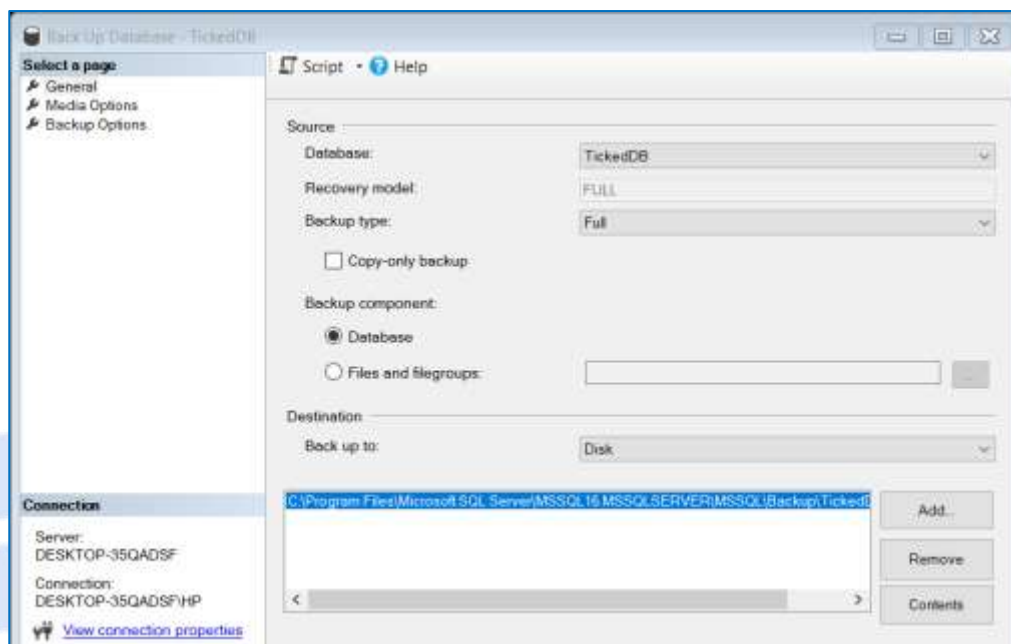 Back Up Database - TickedDB
Select a page
General
Media Options
Backup Options
Script Help
Source
Database: TickedDB
Recovery model: FULL
Backup type: Full
Copy-only backup
Backup component:
Database
Files and filegroups:
...
Destination
Back up to: Disk
C:\Program Files\Microsoft SQL Server\MSSQL16.MSSQLSERVER\MSSQL\Backup\TickedD
Add...
Remove
Contents
Connection
Server:
DESKTOP-35QADSF
Connection:
DESKTOP-35QADSF\HP
View connection properties